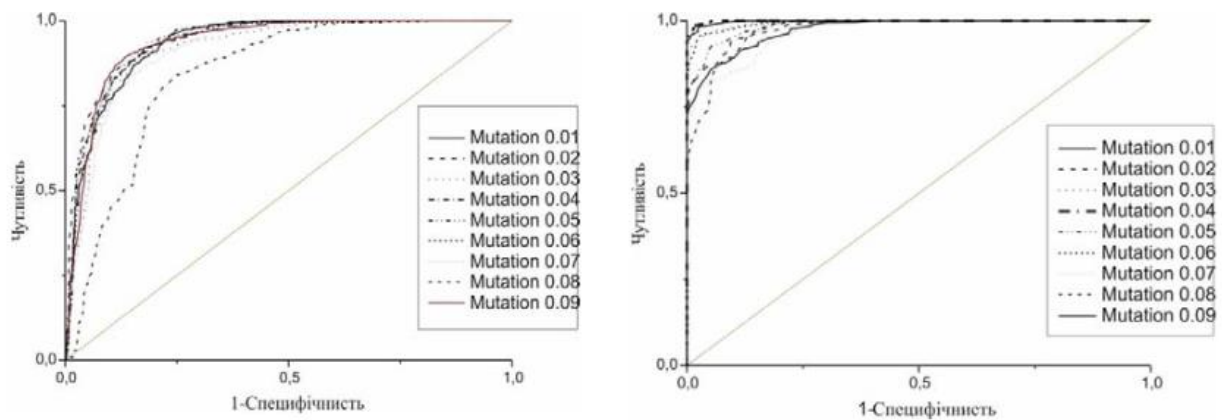 1,0
Чутливість
0,5
0,0
Mutation 0.01
Mutation 0.02
Mutation 0.03
Mutation 0.04
Mutation 0.05
Mutation 0.06
Mutation 0.07
Mutation 0.08
Mutation 0.09
0,0
0,5
1,0
1-Специфічнисть
1,0
Чутливість
0,5
0,0
Mutation 0.01
Mutation 0.02
Mutation 0.03
Mutation 0.04
Mutation 0.05
Mutation 0.06
Mutation 0.07
Mutation 0.08
Mutation 0.09
0,0
0,5
1,0
1-Специфічнисть